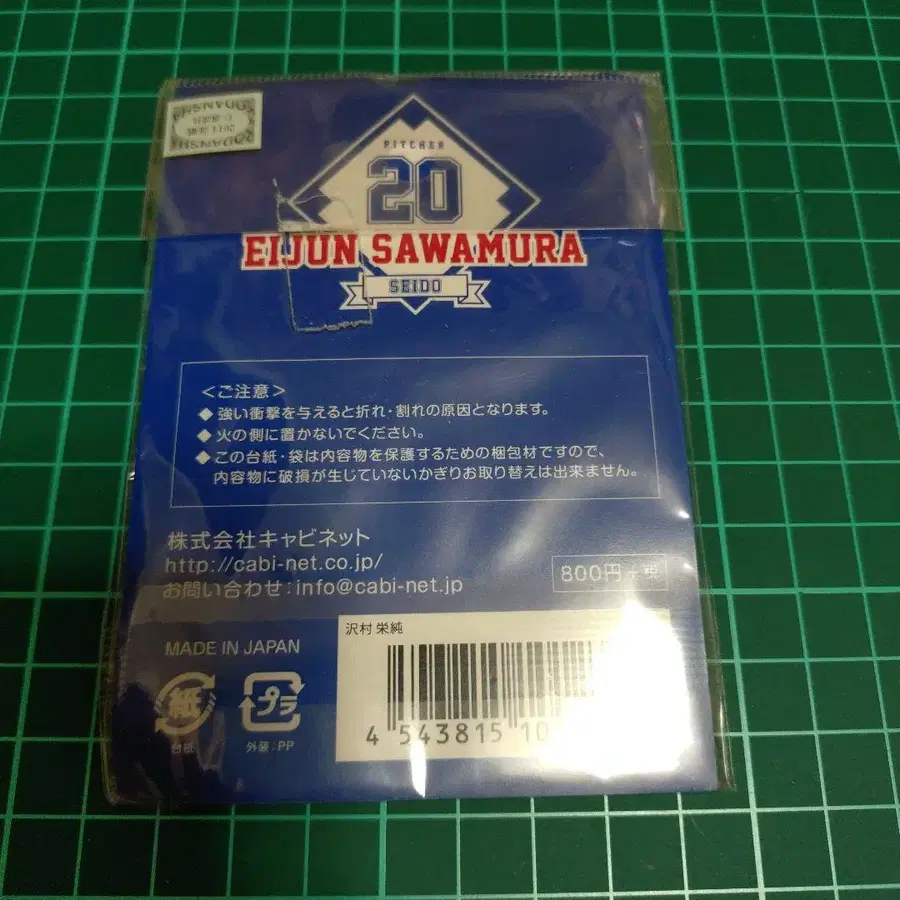 PITCHER
20
EIJUN SAWAMURA
SEIDO
<ご注意>
◆強い衝撃を与えると折れ・割れの原因となります。
◆火の側に置かないでください。
◆この台紙・袋は内容物を保護するための梱包材ですので、
内容物に破損が生じていないかぎりお取り替えは出来ません。
株式会社キャビネット
http://cabi-net.co.jp/
お問い合わせ:info@cabi-net.jp
800円+税
沢村 栄純
MADE IN JAPAN
4 543815 10
紙
プラ
台紙
外装:PP